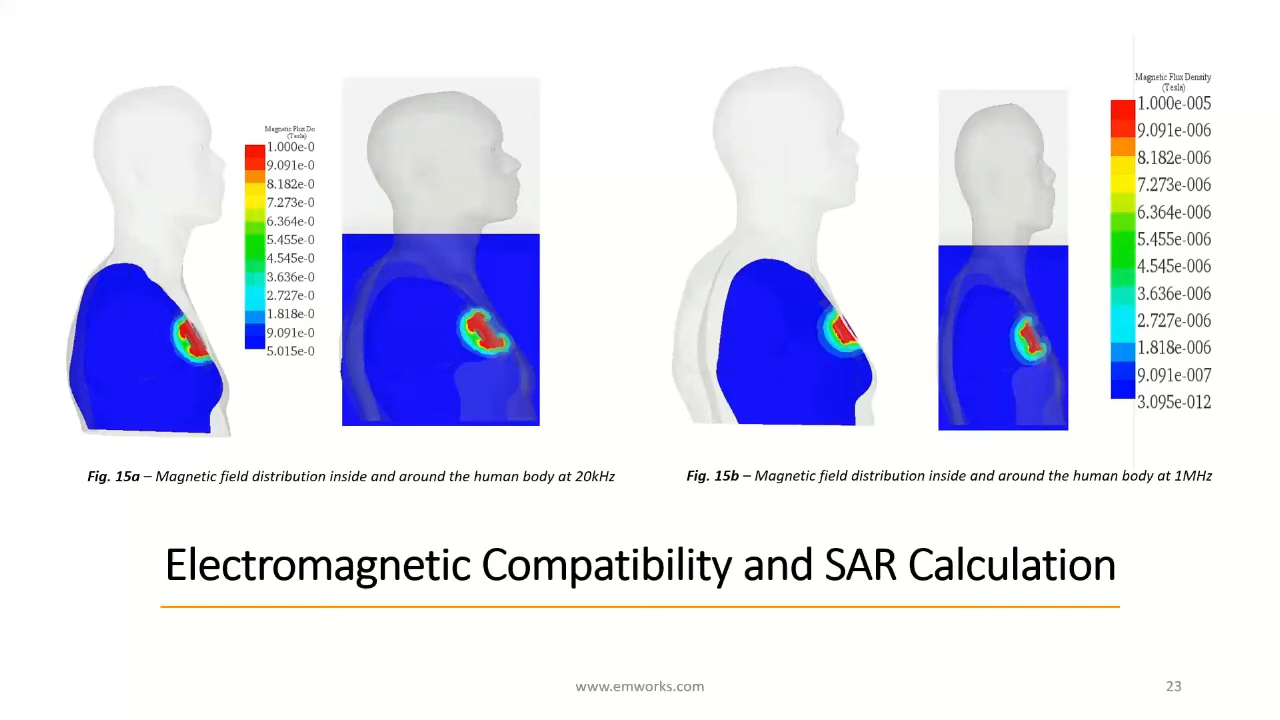 Magnetic Flux De
(Tesla)
1.000e-0
9.091e-0
8.182e-0
7.273e-0
6.364e-0
5.455e-0
4.545e-0
3.636e-0
2.727e-0
1.818e-0
9.091e-0
5.015e-0
Magnetic Flux Density
(Tesla)
1.000e-005
9.091e-006
8.182e-006
7.273e-006
6.364e-006
5.455e-006
4.545e-006
3.636e-006
2.727e-006
1.818e-006
9.091e-007
3.095e-012
Fig. 15a – Magnetic field distribution inside and around the human body at 20kHz
Fig. 15b – Magnetic field distribution inside and around the human body at 1MHz
Electromagnetic Compatibility and SAR Calculation
www.emworks.com
23